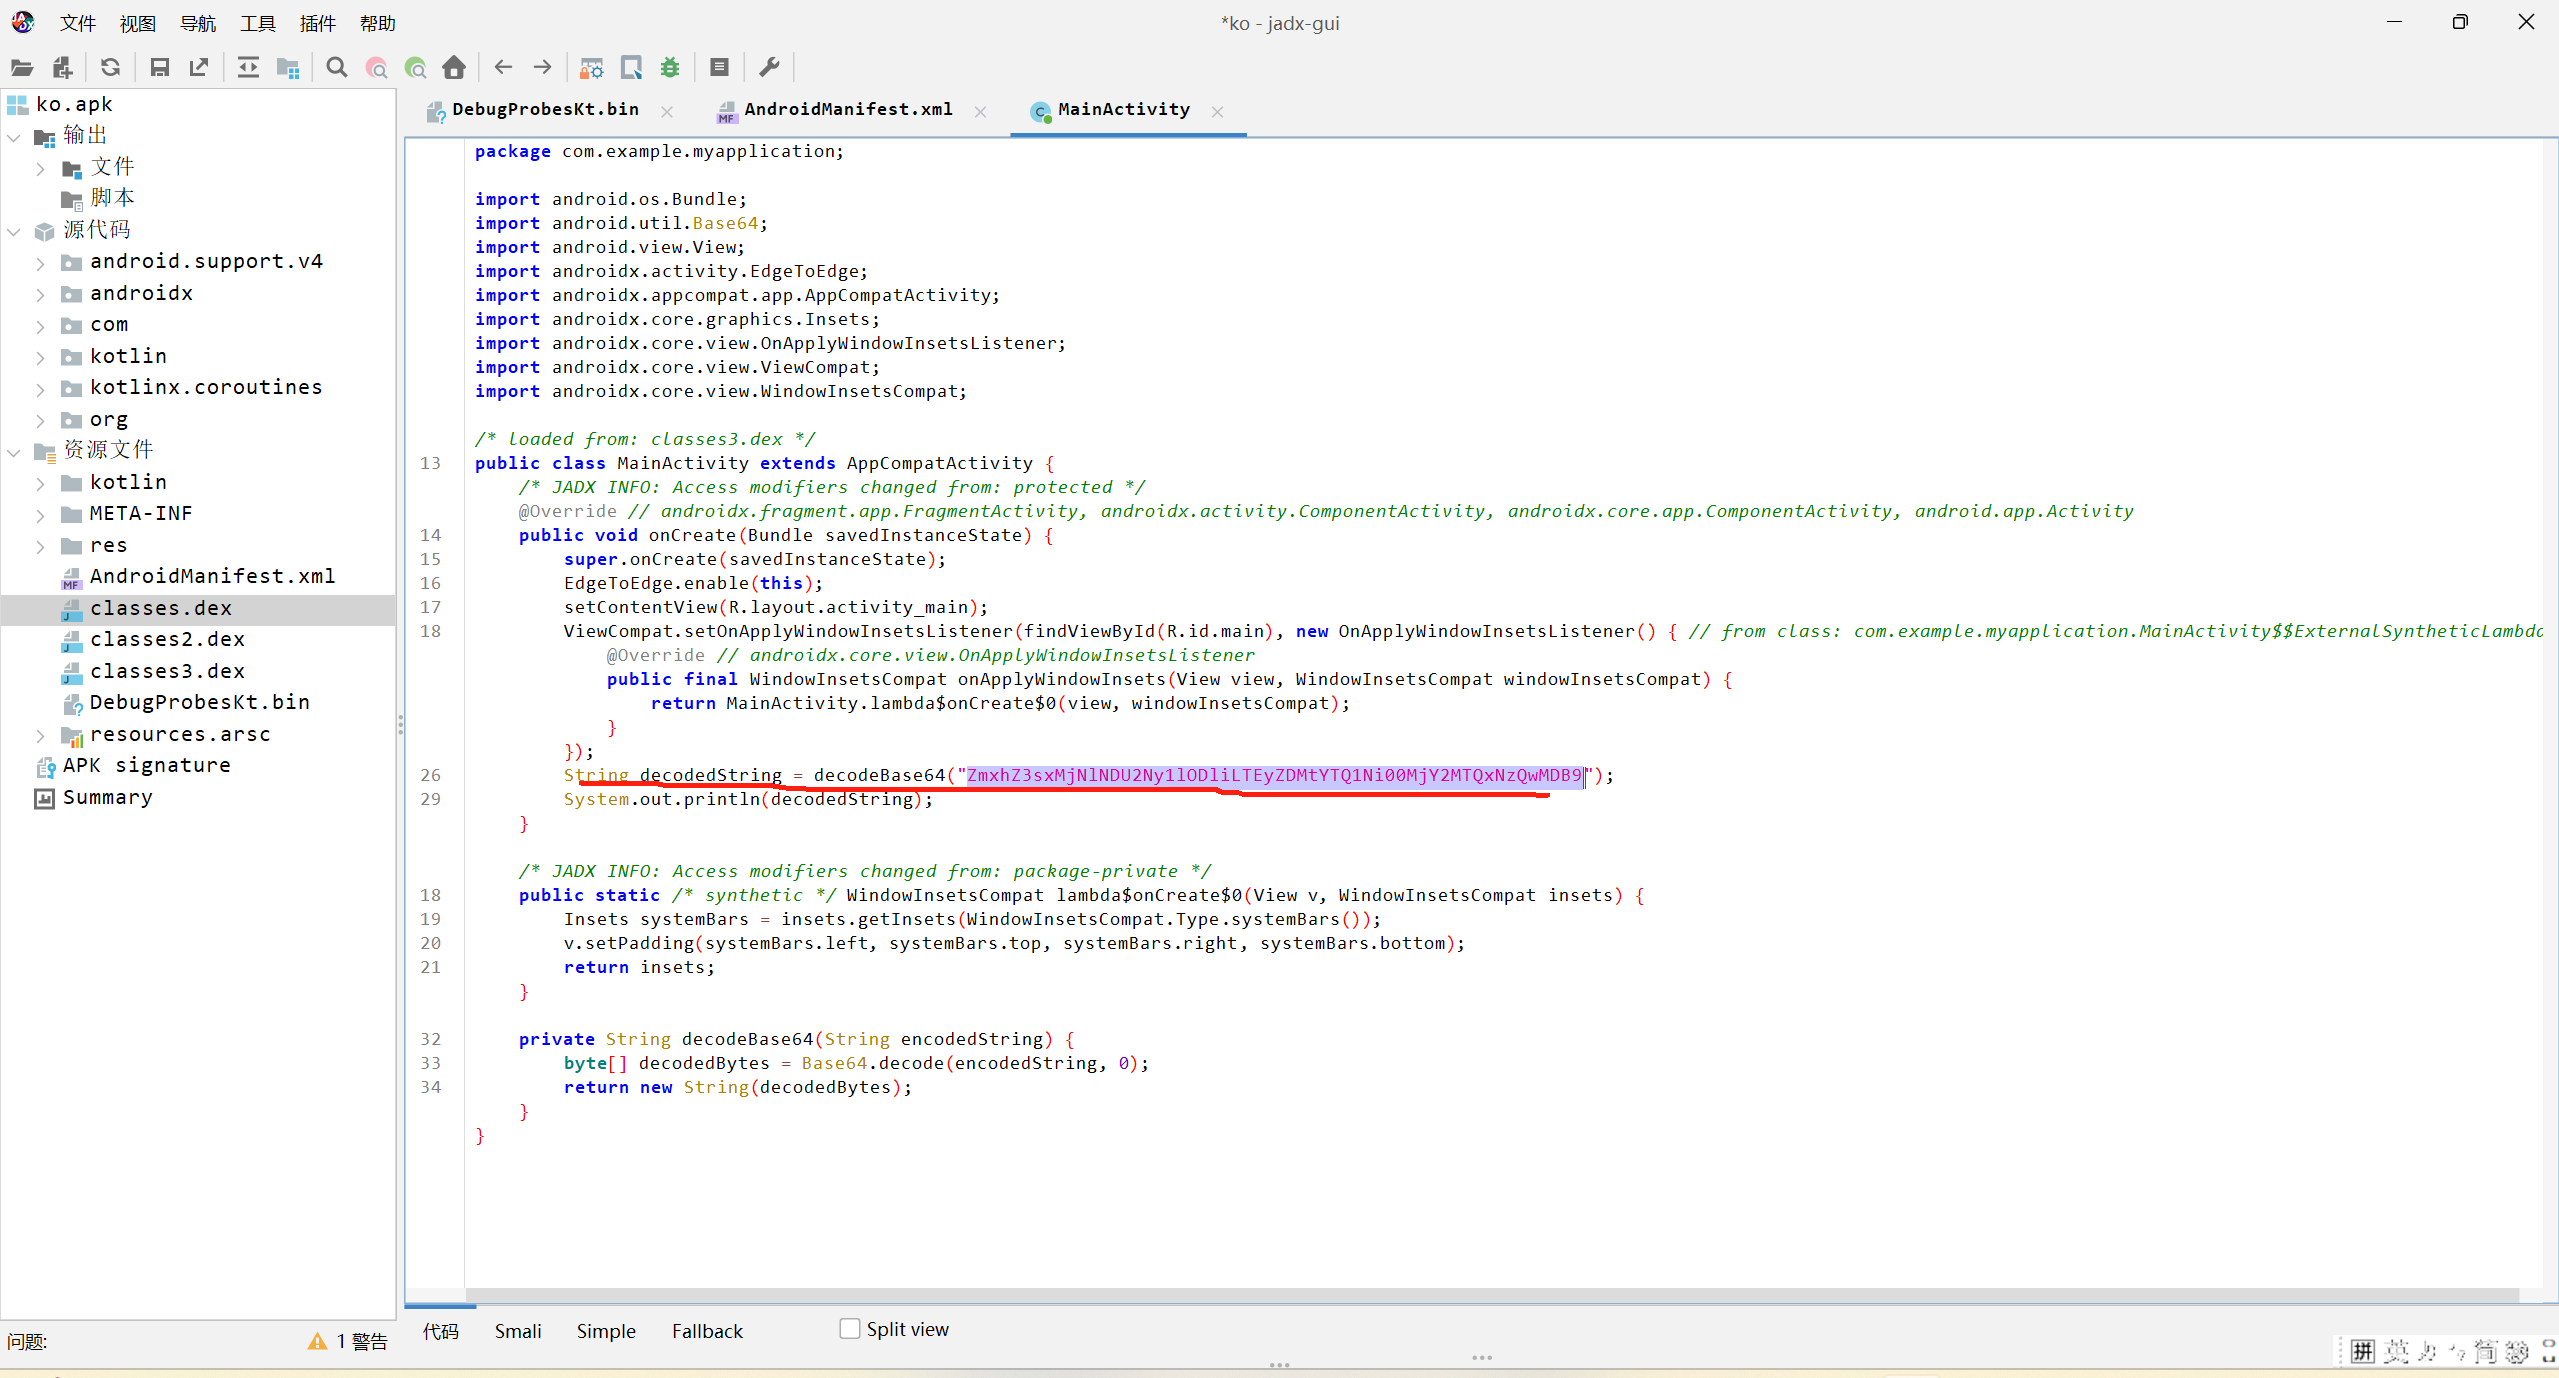 文件 视图 导航 工具 插件 帮助
*ko - jadx-gui
ko.apk
输出
文件
脚本
源代码
android.support.v4
androidx
com
kotlin
kotlinx.coroutines
org
资源文件
kotlin
META-INF
res
AndroidManifest.xml
classes.dex
classes2.dex
classes3.dex
DebugProbesKt.bin
resources.arsc
APK signature
Summary
问题:
1 警告
DebugProbesKt.bin
AndroidManifest.xml
MainActivity
package com.example.myapplication;
import android.os.Bundle;
import android.util.Base64;
import android.view.View;
import androidx.activity.EdgeToEdge;
import androidx.appcompat.app.AppCompatActivity;
import androidx.core.graphics.Insets;
import androidx.core.view.OnApplyWindowInsetsListener;
import androidx.core.view.ViewCompat;
import androidx.core.view.WindowInsetsCompat;
/* loaded from: classes3.dex */
13 public class MainActivity extends AppCompatActivity {
/* JADX INFO: Access modifiers changed from: protected */
@Override // androidx.fragment.app.FragmentActivity, androidx.activity.ComponentActivity, androidx.core.app.ComponentActivity, android.app.Activity
14 public void onCreate(Bundle savedInstanceState) {
15 super.onCreate(savedInstanceState);
16 EdgeToEdge.enable(this);
17 setContentView(R.layout.activity_main);
18 ViewCompat.setOnApplyWindowInsetsListener(findViewById(R.id.main), new OnApplyWindowInsetsListener() { // from class: com.example.myapplication.MainActivity$$ExternalSyntheticLambda
@Override // androidx.core.view.OnApplyWindowInsetsListener
public final WindowInsetsCompat onApplyWindowInsets(View view, WindowInsetsCompat windowInsetsCompat) {
return MainActivity.lambda$onCreate$0(view, windowInsetsCompat);
}
});
26 String decodedString = decodeBase64("ZmxhZ3sxMjNlNDU2Ny1lODliLTEyZDMtYTQ1Ni00MjY2MTQxNzQwMDB9");
29 System.out.println(decodedString);
}
/* JADX INFO: Access modifiers changed from: package-private */
18 public static /* synthetic */ WindowInsetsCompat lambda$onCreate$0(View v, WindowInsetsCompat insets) {
19 Insets systemBars = insets.getInsets(WindowInsetsCompat.Type.systemBars());
20 v.setPadding(systemBars.left, systemBars.top, systemBars.right, systemBars.bottom);
21 return insets;
}
32 private String decodeBase64(String encodedString) {
33 byte[] decodedBytes = Base64.decode(encodedString, 0);
34 return new String(decodedBytes);
}
}
代码 Smali Simple Fallback Split view
拼 英 简